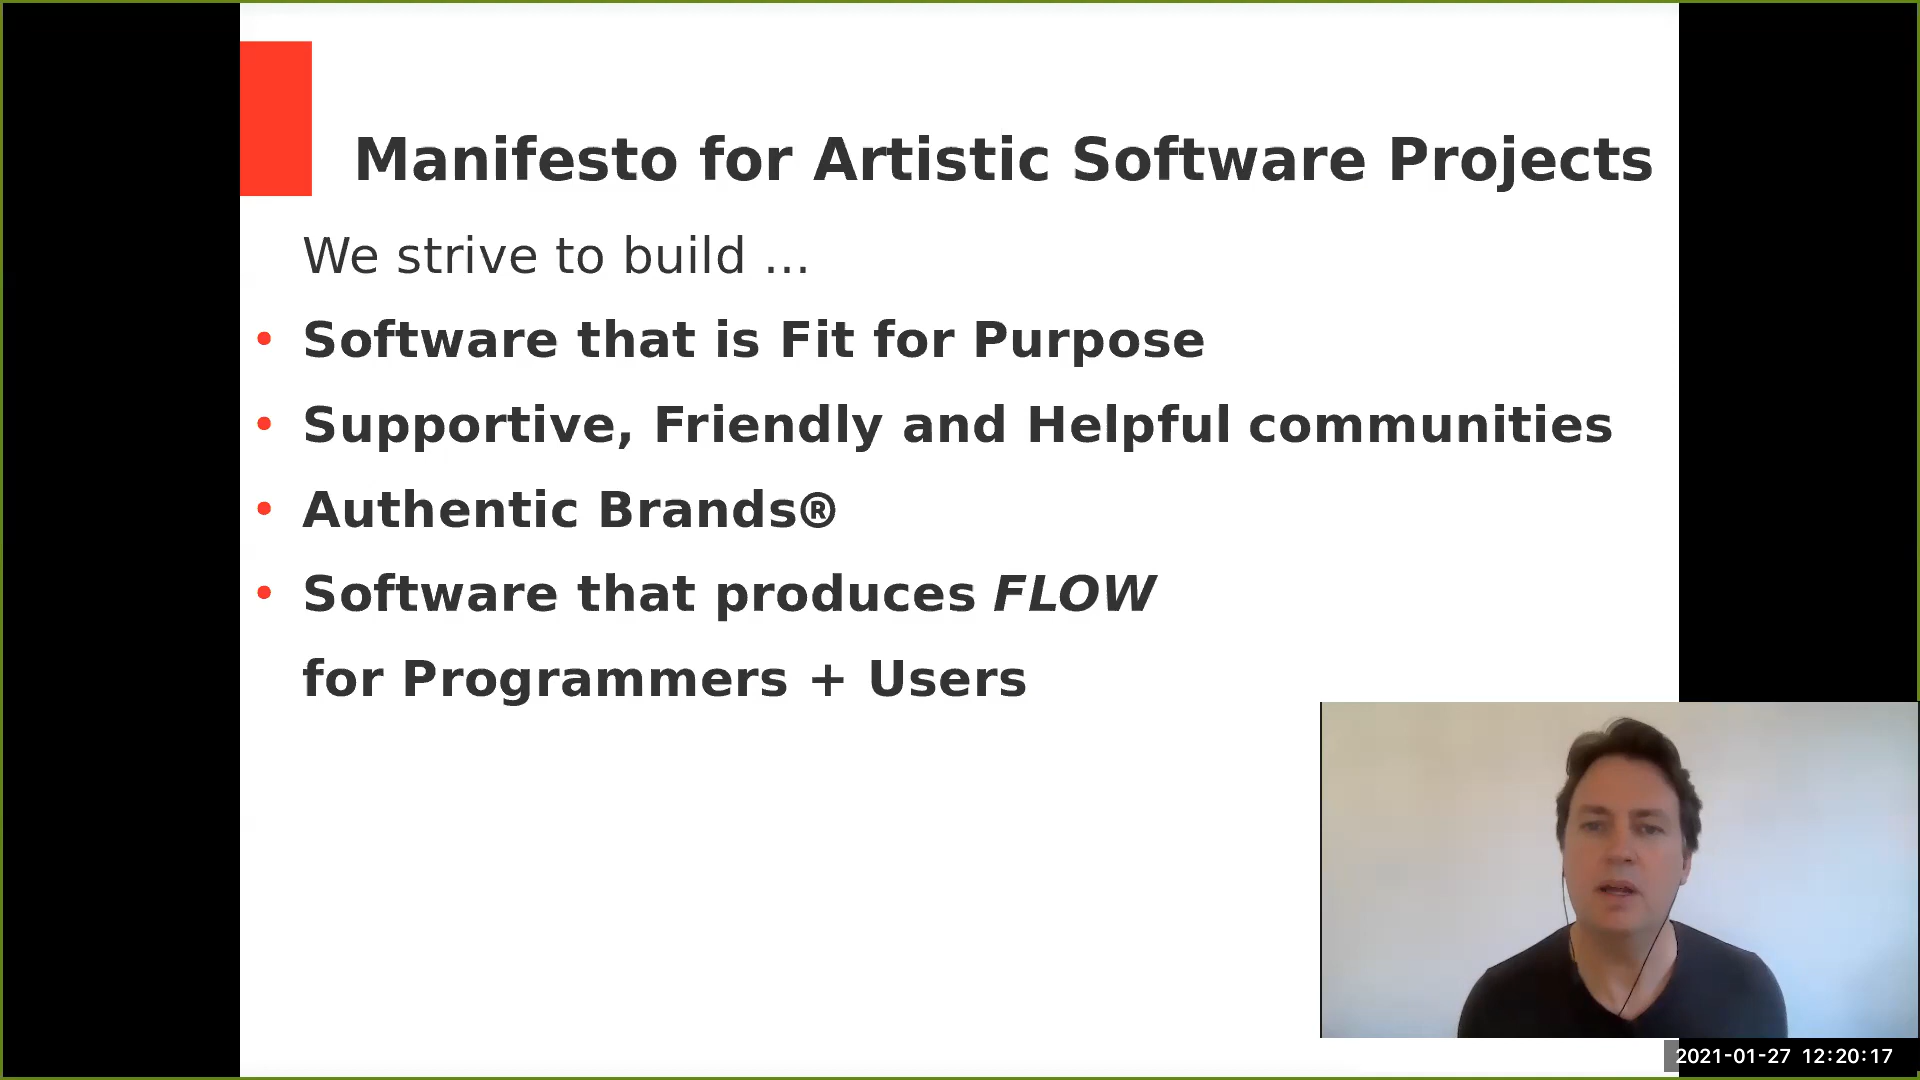 Manifesto for Artistic Software Projects
We strive to build ...
• Software that is Fit for Purpose
• Supportive, Friendly and Helpful communities
• Authentic Brands®
• Software that produces FLOW
for Programmers + Users
2021-01-27 12:20:17